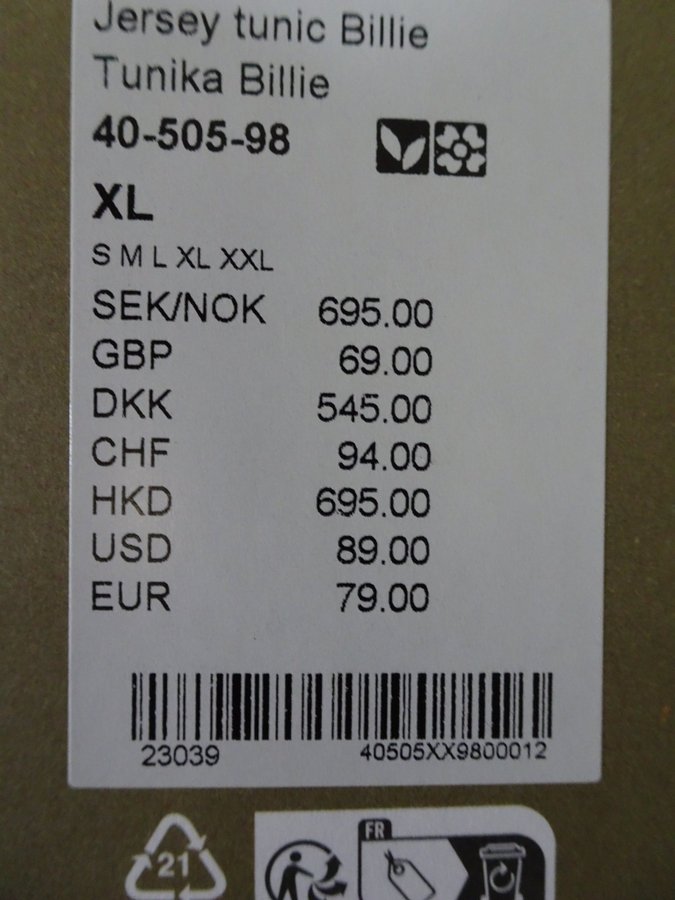 Jersey tunic Billie
Tunika Billie
40-505-98
XL
S M L XL XXL
SEK/NOK 695.00
GBP 69.00
DKK 545.00
CHF 94.00
HKD 695.00
USD 89.00
EUR 79.00
23039 40505XX9800012
FR
21